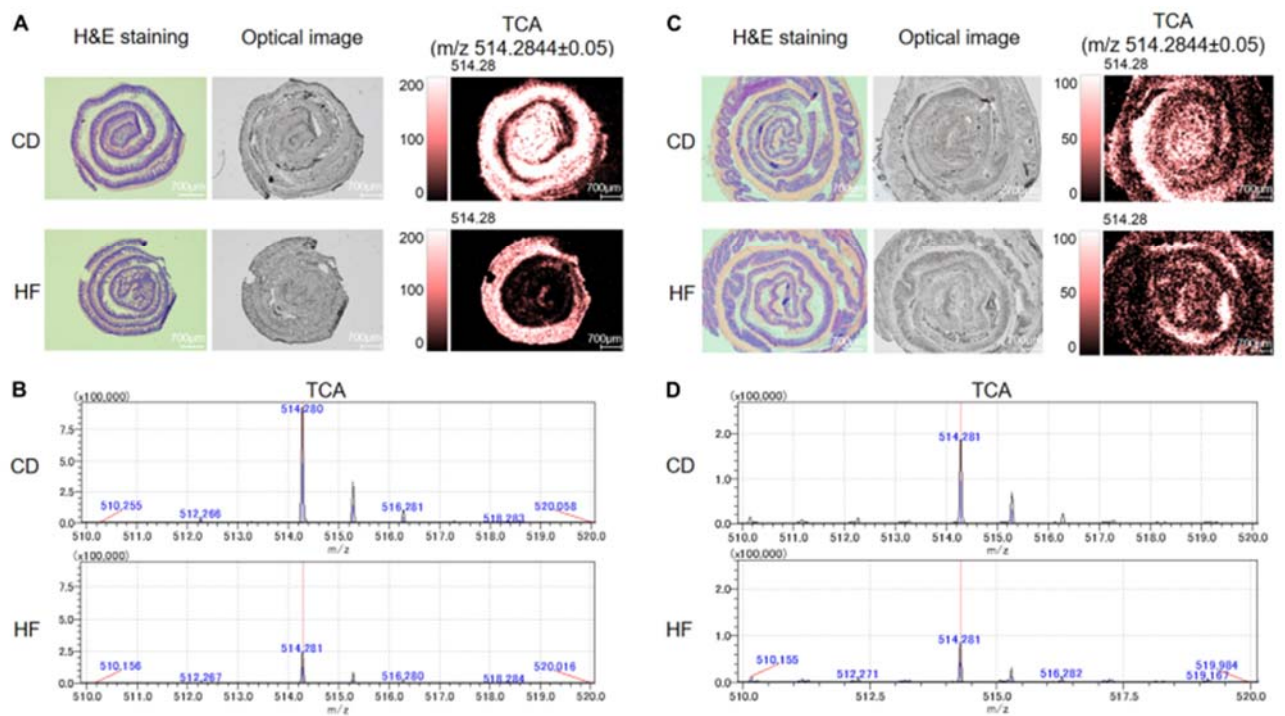 A
H&E staining
Optical image
TCA
(m/z 514.2844±0.05)
514.28
CD
700μm
700μm
200
100
0
700μm
514.28
HF
700μm
700μm
200
100
0
700μm
C
H&E staining
Optical image
TCA
(m/z 514.2844±0.05)
514.28
CD
700μm
700μm
100
50
0
700μm
514.28
HF
700μm
700μm
100
50
0
700μm
B
TCA
CD
(x100,000)
7.5
5.0
2.5
0.0
510.255
512.266
514.280
516.281
518.283
520.058
510.0 511.0 512.0 513.0 514.0 515.0 516.0 517.0 518.0 519.0 520.0
m/z
HF
(x100,000)
7.5
5.0
2.5
0.0
510.156
512.267
514.281
516.280
518.284
520.016
510.0 511.0 512.0 513.0 514.0 515.0 516.0 517.0 518.0 519.0 520.0
m/z
D
TCA
CD
(x100,000)
2.0
1.0
0.0
514.281
510.0 511.0 512.0 513.0 514.0 515.0 516.0 517.0 518.0 519.0 520.0
m/z
HF
(x100,000)
2.0
1.0
0.0
510.155
512.271
514.281
516.282
519.984
519.167
510.0 512.5 515.0 517.5 520.0
m/z